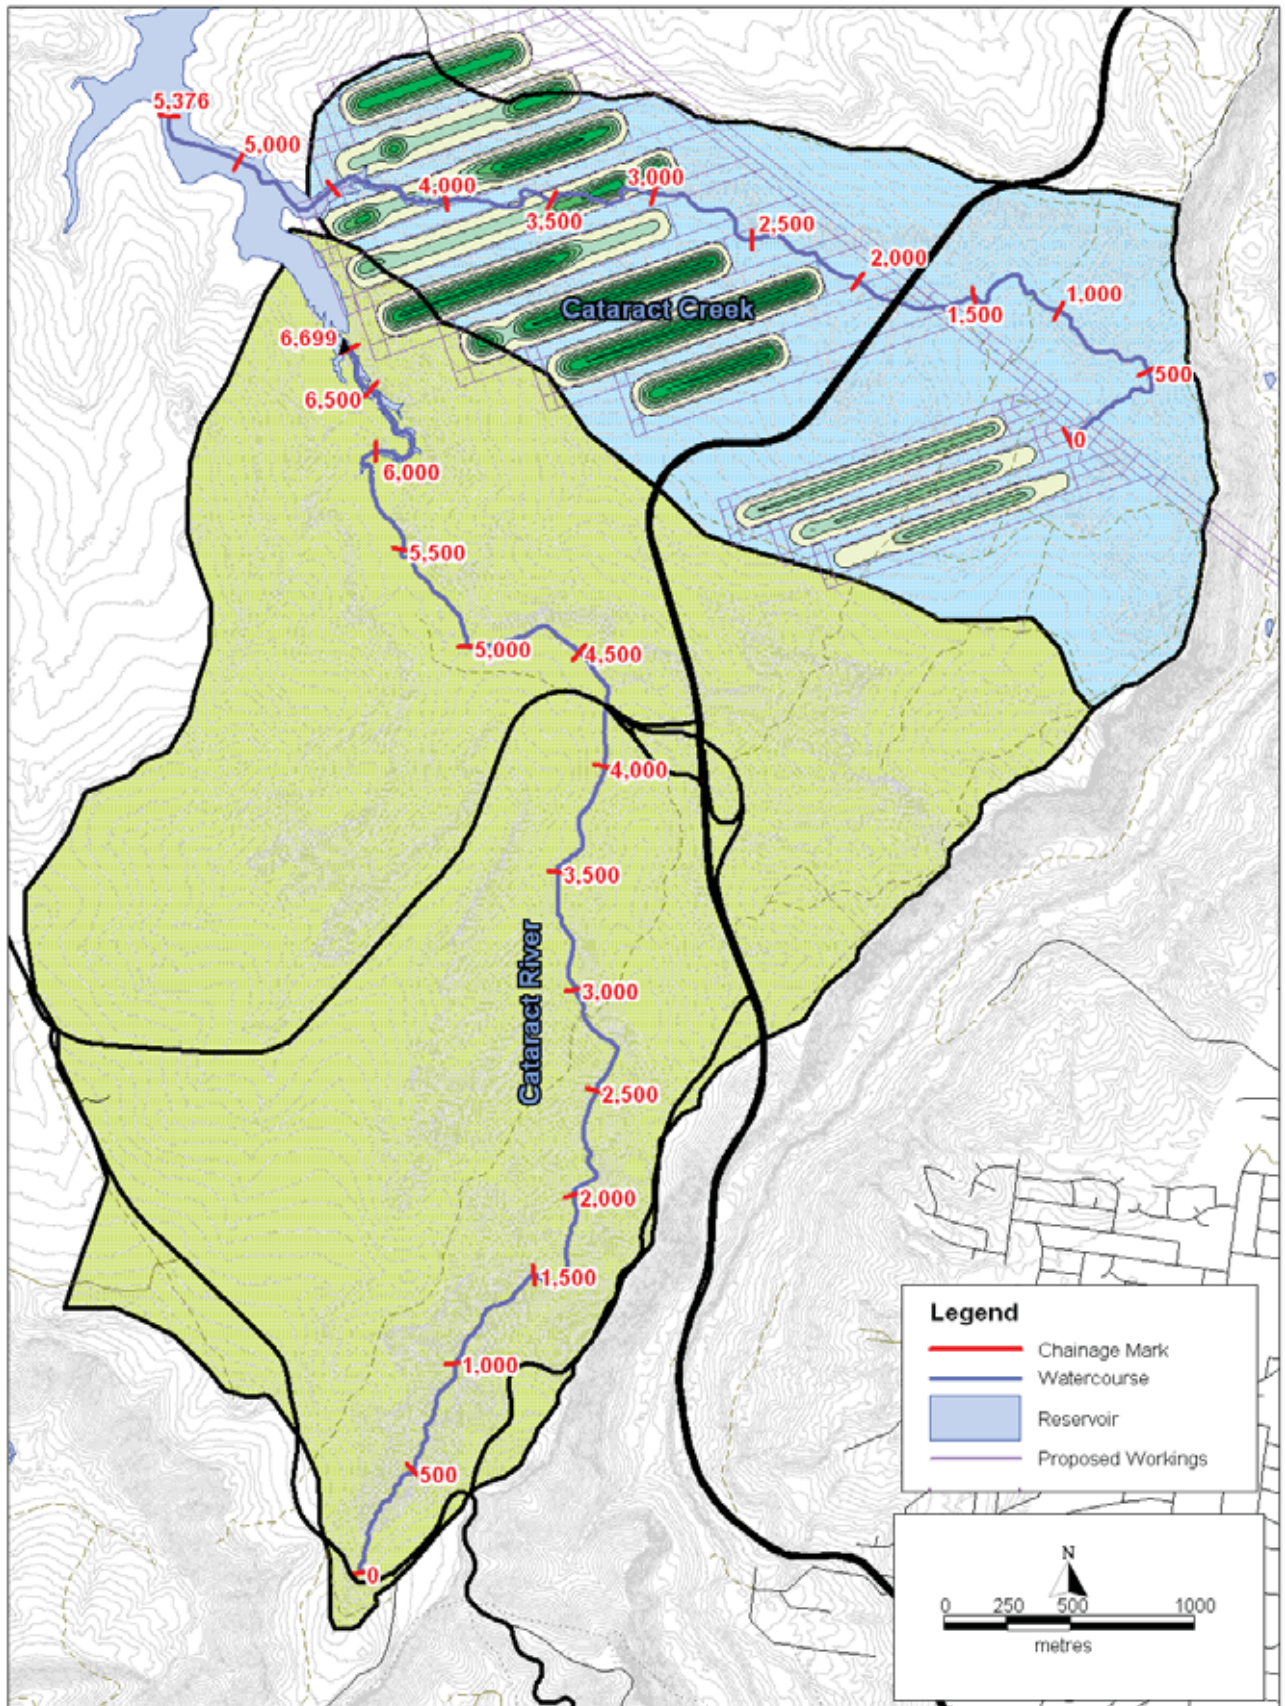 5,376
5,000
4,000
3,000
3,500
2,500
2,000
Cataract Creek
1,000
1,500
6,699
500
6,500
0
6,000
5,500
5,000
4,500
4,000
3,500
Cataract River
3,000
2,500
2,000
1,500
1,000
500
0
Legend
Chainage Mark
Watercourse
Reservoir
Proposed Workings
N
0 250 500 1000
metres